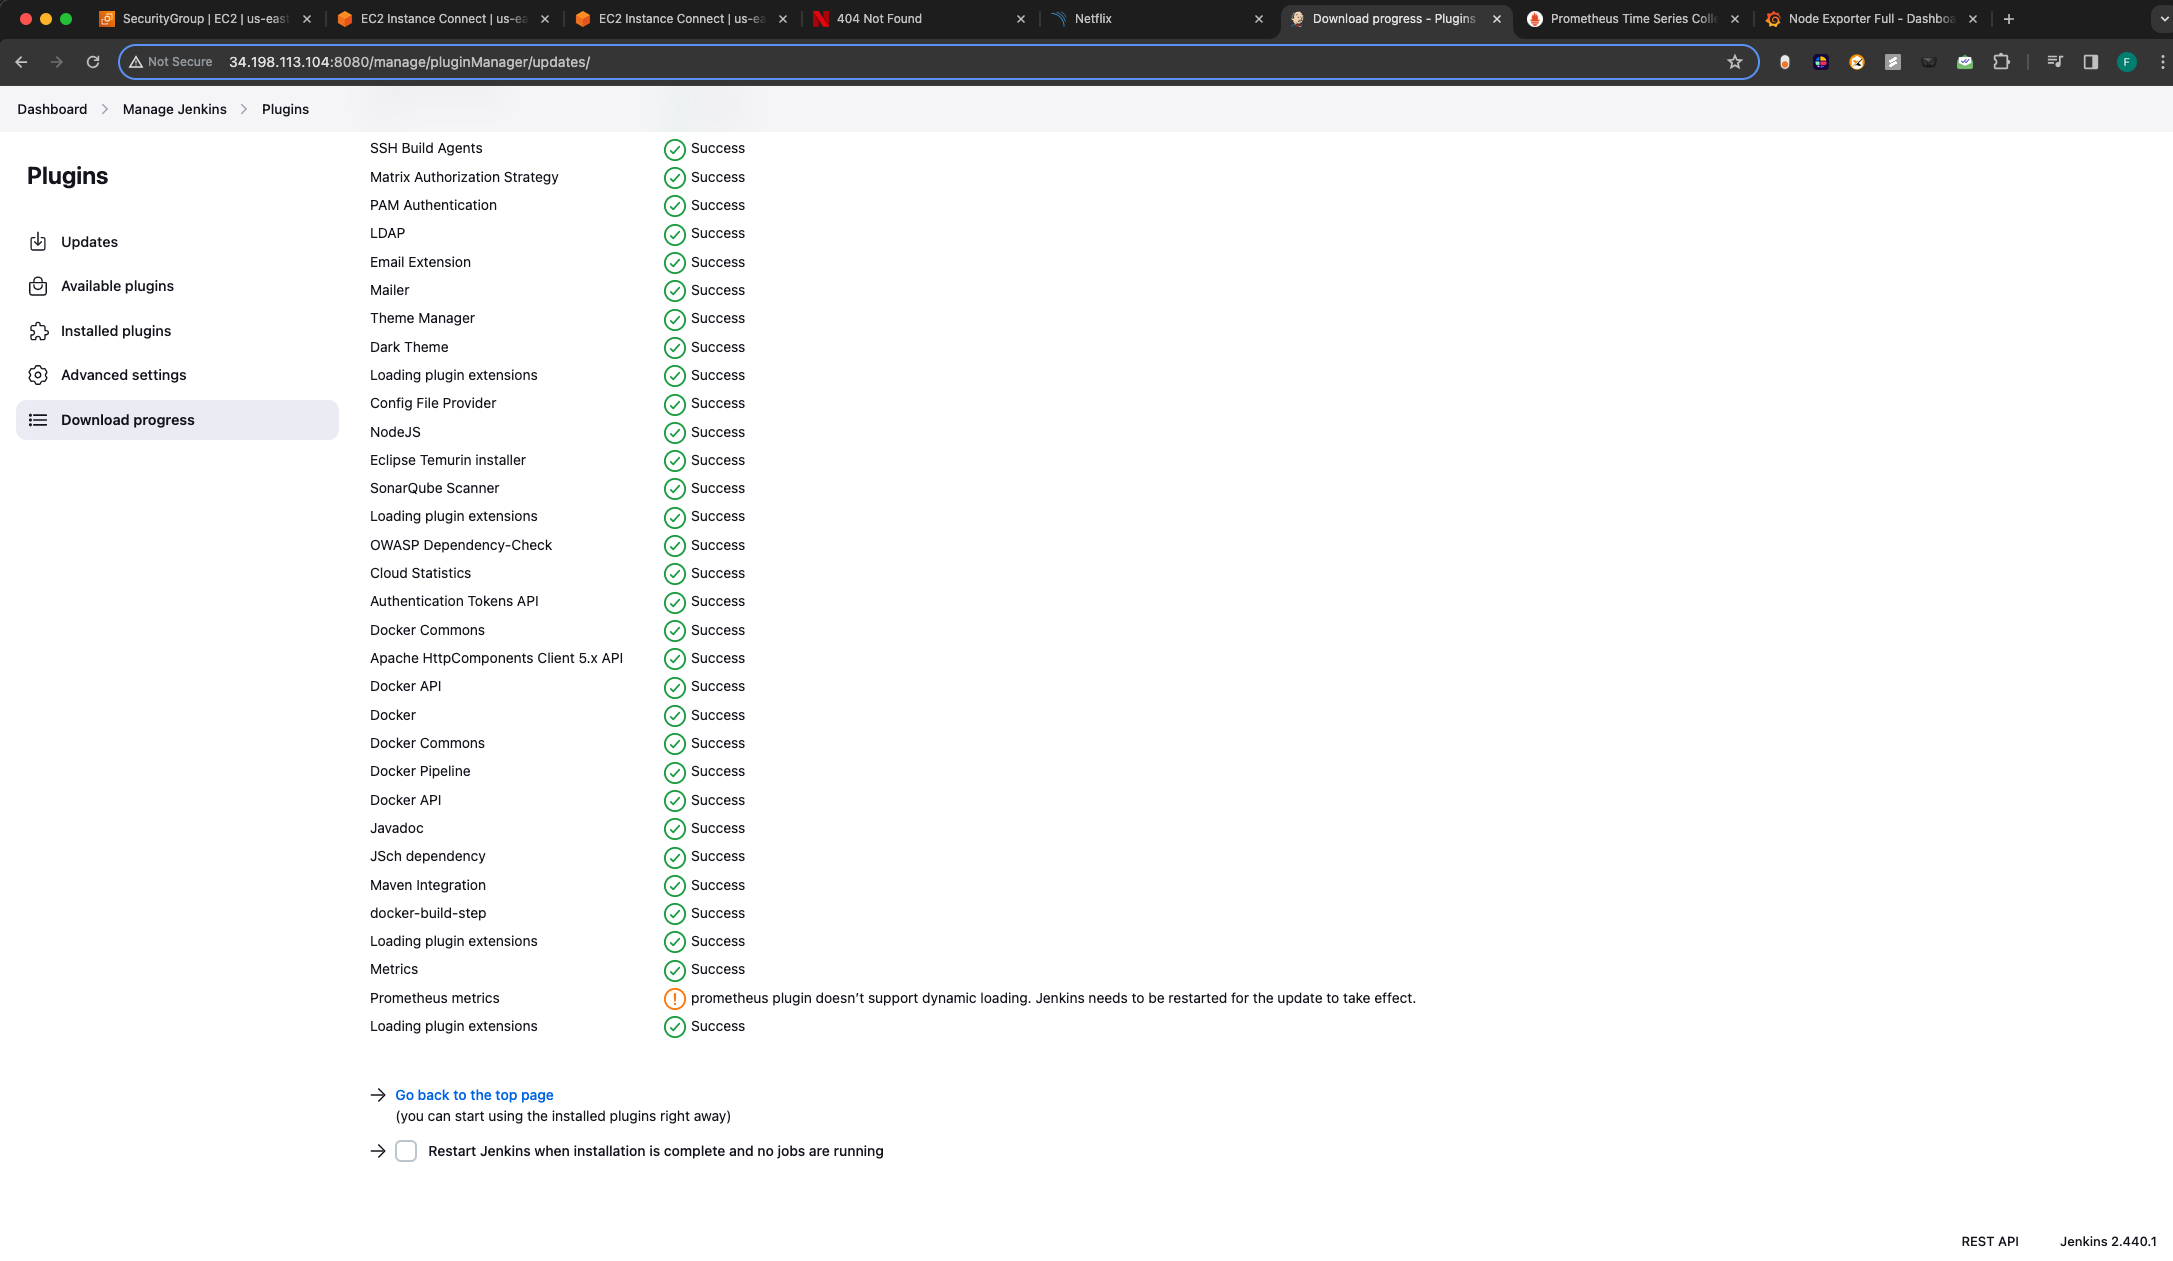 SecurityGroup | EC2 | us-east
EC2 Instance Connect | us-ea
EC2 Instance Connect | us-ea
404 Not Found
Netflix
Download progress - Plugins
Prometheus Time Series Colle
Node Exporter Full - Dashboa
Not Secure
34.198.113.104:8080/manage/pluginManager/updates/
F
Dashboard
Manage Jenkins
Plugins
Plugins
Updates
Available plugins
Installed plugins
Advanced settings
Download progress
SSH Build Agents Success
Matrix Authorization Strategy Success
PAM Authentication Success
LDAP Success
Email Extension Success
Mailer Success
Theme Manager Success
Dark Theme Success
Loading plugin extensions Success
Config File Provider Success
NodeJS Success
Eclipse Temurin installer Success
SonarQube Scanner Success
Loading plugin extensions Success
OWASP Dependency-Check Success
Cloud Statistics Success
Authentication Tokens API Success
Docker Commons Success
Apache HttpComponents Client 5.x API Success
Docker API Success
Docker Success
Docker Commons Success
Docker Pipeline Success
Docker API Success
Javadoc Success
JSch dependency Success
Maven Integration Success
docker-build-step Success
Loading plugin extensions Success
Metrics Success
Prometheus metrics prometheus plugin doesn’t support dynamic loading. Jenkins needs to be restarted for the update to take effect.
Loading plugin extensions Success
Go back to the top page
(you can start using the installed plugins right away)
Restart Jenkins when installation is complete and no jobs are running
REST API
Jenkins 2.440.1